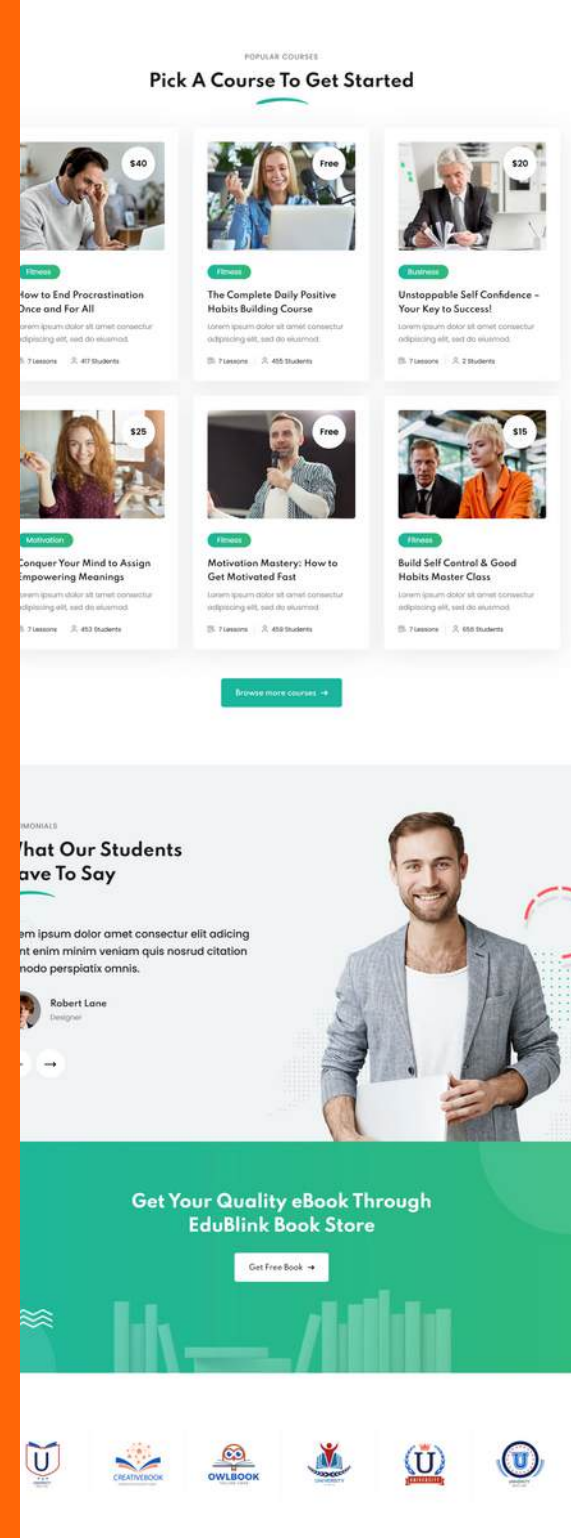 POPULAR COURSES
Pick A Course To Get Started
$40
Free
$20
Fitness
Fitness
Business
How to End Procrastination
Once and For All
The Complete Daily Positive
Habits Building Course
Unstoppable Self Confidence –
Your Key to Success!
Lorem ipsum dolor sit amet consectur
adipiscing elit, sed do eiusmod.
Lorem ipsum dolor sit amet consectur
adipiscing elit, sed do eiusmod.
Lorem ipsum dolor sit amet consectur
adipiscing elit, sed do eiusmod.
7 Lessons 417 Students
7 Lessons 455 Students
7 Lessons 2 Students
$25
Free
$15
Motivation
Fitness
Fitness
Conquer Your Mind to Assign
Empowering Meanings
Motivation Mastery: How to
Get Motivated Fast
Build Self Control & Good
Habits Master Class
Lorem ipsum dolor sit amet consectur
adipiscing elit, sed do eiusmod.
Lorem ipsum dolor sit amet consectur
adipiscing elit, sed do eiusmod.
Lorem ipsum dolor sit amet consectur
adipiscing elit, sed do eiusmod.
7 Lessons 453 Students
7 Lessons 459 Students
7 Lessons
Students
Browse more courses →
TIMONIALS
hat Our Students
ave To Say
em ipsum dolor amet consectur elit adicing
nt enim minim veniam quis nosrud citation
modo perspiatix omnis.
Robert Lane
Designer
→
Get Your Quality eBook Through
EduBlink Book Store
Get Free Book →
U
UNIVERSITY
CREATIVEBOOK
OWLBOOK
UNIVERSITY
U
UNIVERSITY
U
UNIVERSITY